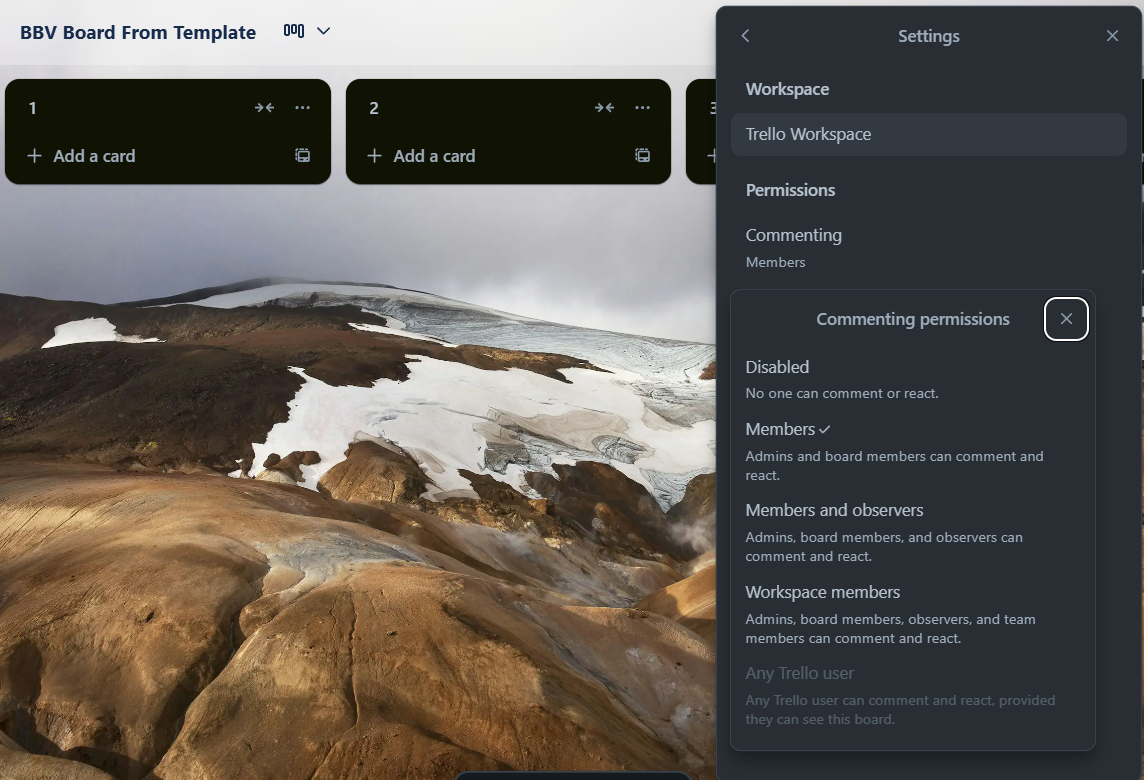 BBV Board From Template
1
Add a card
2
Add a card
3
Settings
Workspace
Trello Workspace
Permissions
Commenting
Members
Commenting permissions
Disabled
No one can comment or react.
Members
Admins and board members can comment and
react.
Members and observers
Admins, board members, and observers can
comment and react.
Workspace members
Admins, board members, observers, and team
members can comment and react.
Any Trello user
Any Trello user can comment and react, provided
they can see this board.